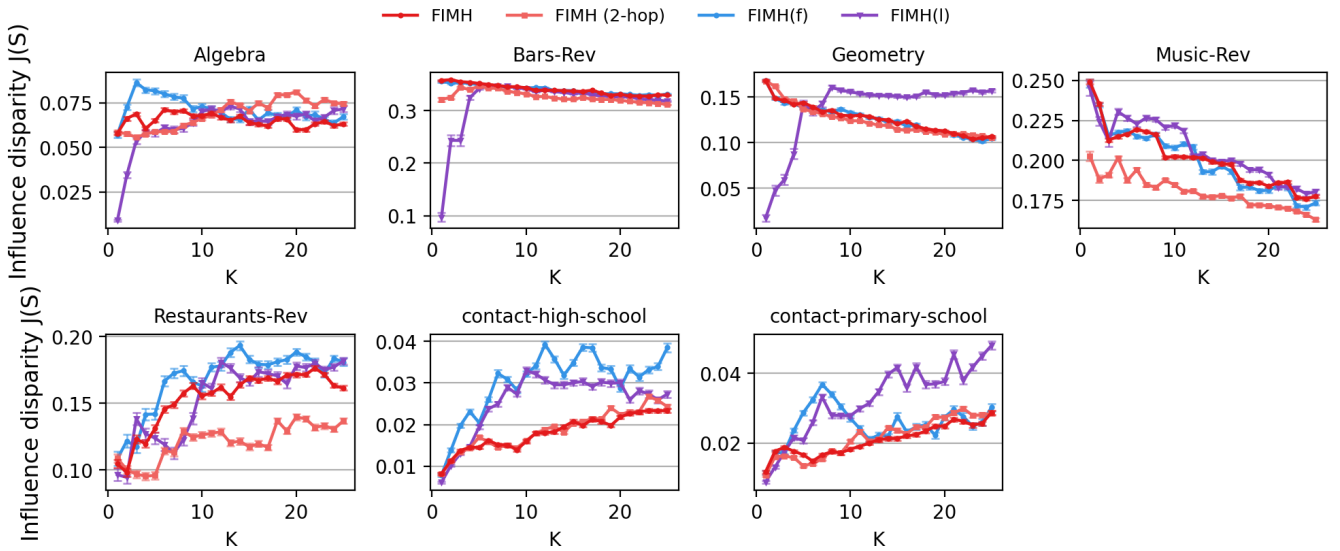 FIMH FIMH (2-hop) FIMH(f) FIMH(l)
Influence disparity J(S)
Algebra
0.075
0.050
0.025
0 10 20
K
Bars-Rev
0.3
0.2
0.1
0 10 20
K
Geometry
0.15
0.10
0.05
0 10 20
K
Music-Rev
0.250
0.225
0.200
0.175
0 10 20
K
Influence disparity J(S)
Restaurants-Rev
0.20
0.15
0.10
0 10 20
K
contact-high-school
0.04
0.03
0.02
0.01
0 10 20
K
contact-primary-school
0.04
0.02
0 10 20
K